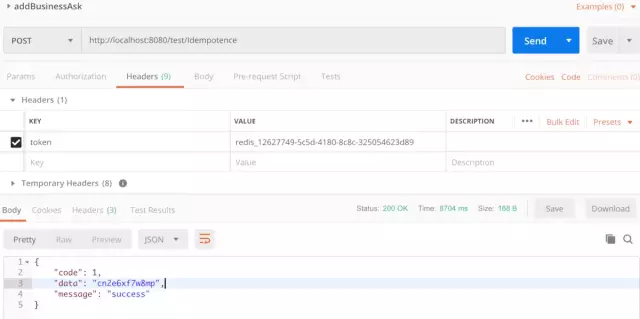 addBusinessAsk Examples (0)
POST http://localhost:8080/test/Idempotence Send Save
Params Authorization Headers (9) Body Pre-request Script Tests Cookies Code Comments (0)
Headers (1)
KEY VALUE DESCRIPTION ••• Bulk Edit Presets
token redis_12627749-5c5d-4180-8c8c-325054623d89
Key Value Description
Temporary Headers (8)
Body Cookies Headers (3) Test Results Status: 200 OK Time: 8704 ms Size: 168 B Save Download
Pretty Raw Preview JSON
1 {
2 "code": 1,
3 "data": "cnZe6xf7w8mp",
4 "message": "success"
5 }